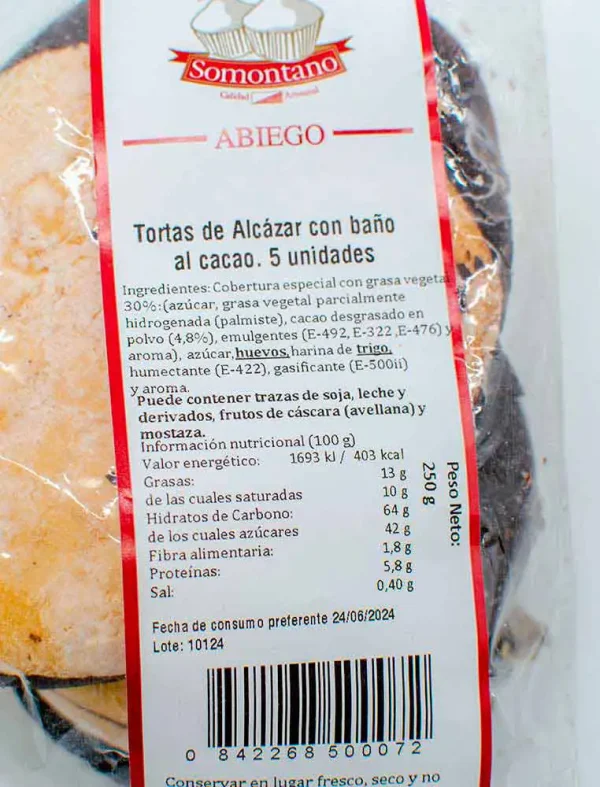 Somontano
Calidad Artesanal
ABIEGO
Tortas de Alcázar con baño
al cacao. 5 unidades
Ingredientes: Cobertura especial con grasa vegetal
30%:(azúcar, grasa vegetal parcialmente
hidrogenada (palmiste), cacao desgrasado en
polvo (4,8%), emulgentes (E-492, E-322 ,E-476) y
aroma), azúcar,huevos,harina de trigo,
humectante (E-422), gasificante (E-500ii)
y aroma.
Puede contener trazas de soja, leche y
derivados, frutos de cáscara (avellana) y
mostaza.
Información nutricional (100 g)
Valor energético: 1693 kJ / 403 kcal
Grasas: 13 g
de las cuales saturadas 10 g
Hidratos de Carbono: 64 g
de los cuales azúcares 42 g
Fibra alimentaria: 1,8 g
Proteínas: 5,8 g
Sal: 0,40 g
Peso Neto:
250 g
Fecha de consumo preferente 24/06/2024
Lote: 10124
0 842268 500072
Conservar en lugar fresco, seco y no